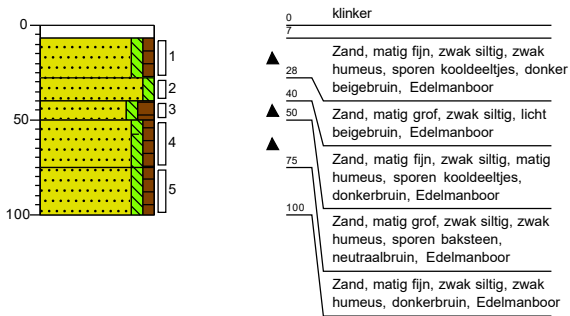 0
50
100
1
2
3
4
5
0
klinker
7
Zand, matig fijn, zwak siltig, zwak
humeus, sporen kooldeeltjes, donker
beigebruin, Edelmanboor
28
Zand, matig grof, zwak siltig, licht
beigebruin, Edelmanboor
40
Zand, matig fijn, zwak siltig, matig
humeus, sporen kooldeeltjes,
donkerbruin, Edelmanboor
50
Zand, matig grof, zwak siltig, zwak
humeus, sporen baksteen,
neutraalbruin, Edelmanboor
75
Zand, matig fijn, zwak siltig, zwak
humeus, donkerbruin, Edelmanboor
100